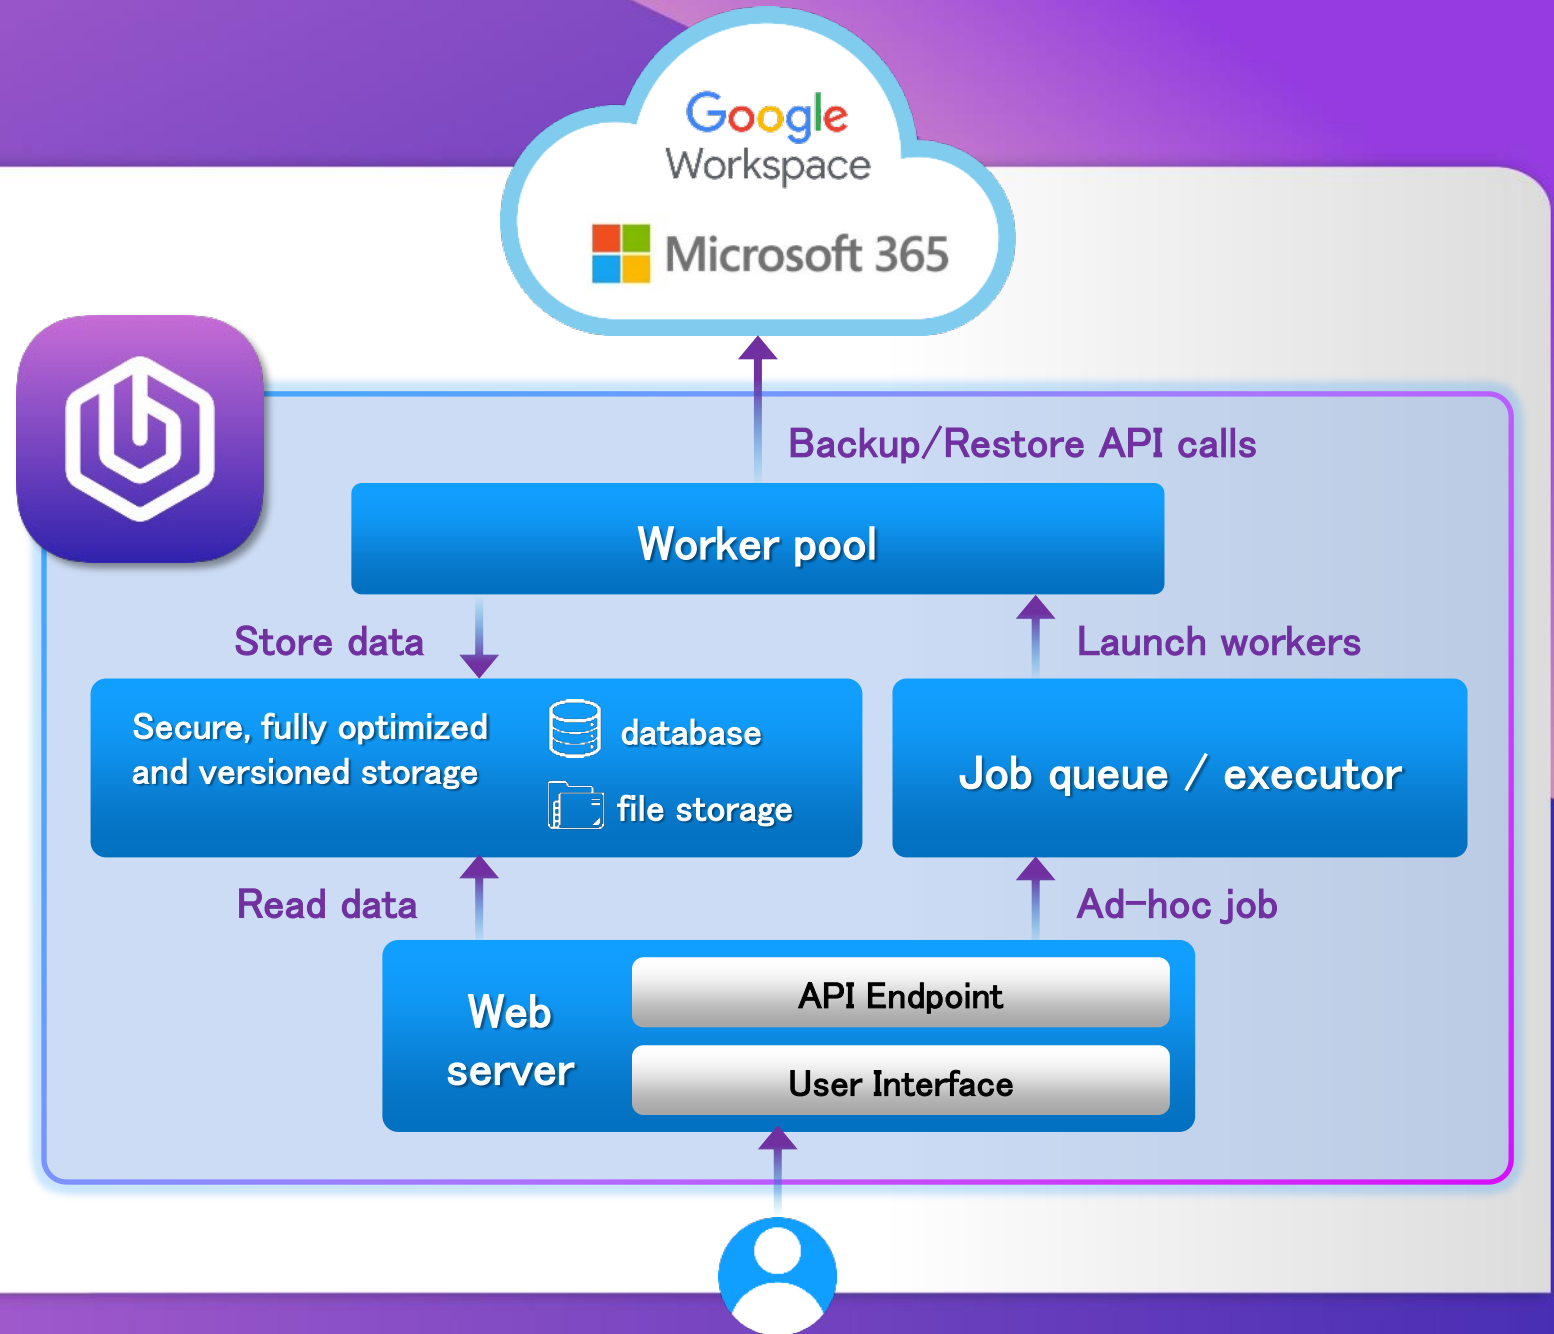 Google
Workspace
Microsoft 365
Backup/Restore API calls
Worker pool
Store data
Launch workers
Secure, fully optimized
and versioned storage
database
file storage
Job queue / executor
Read data
Ad-hoc job
Web
server
API Endpoint
User Interface